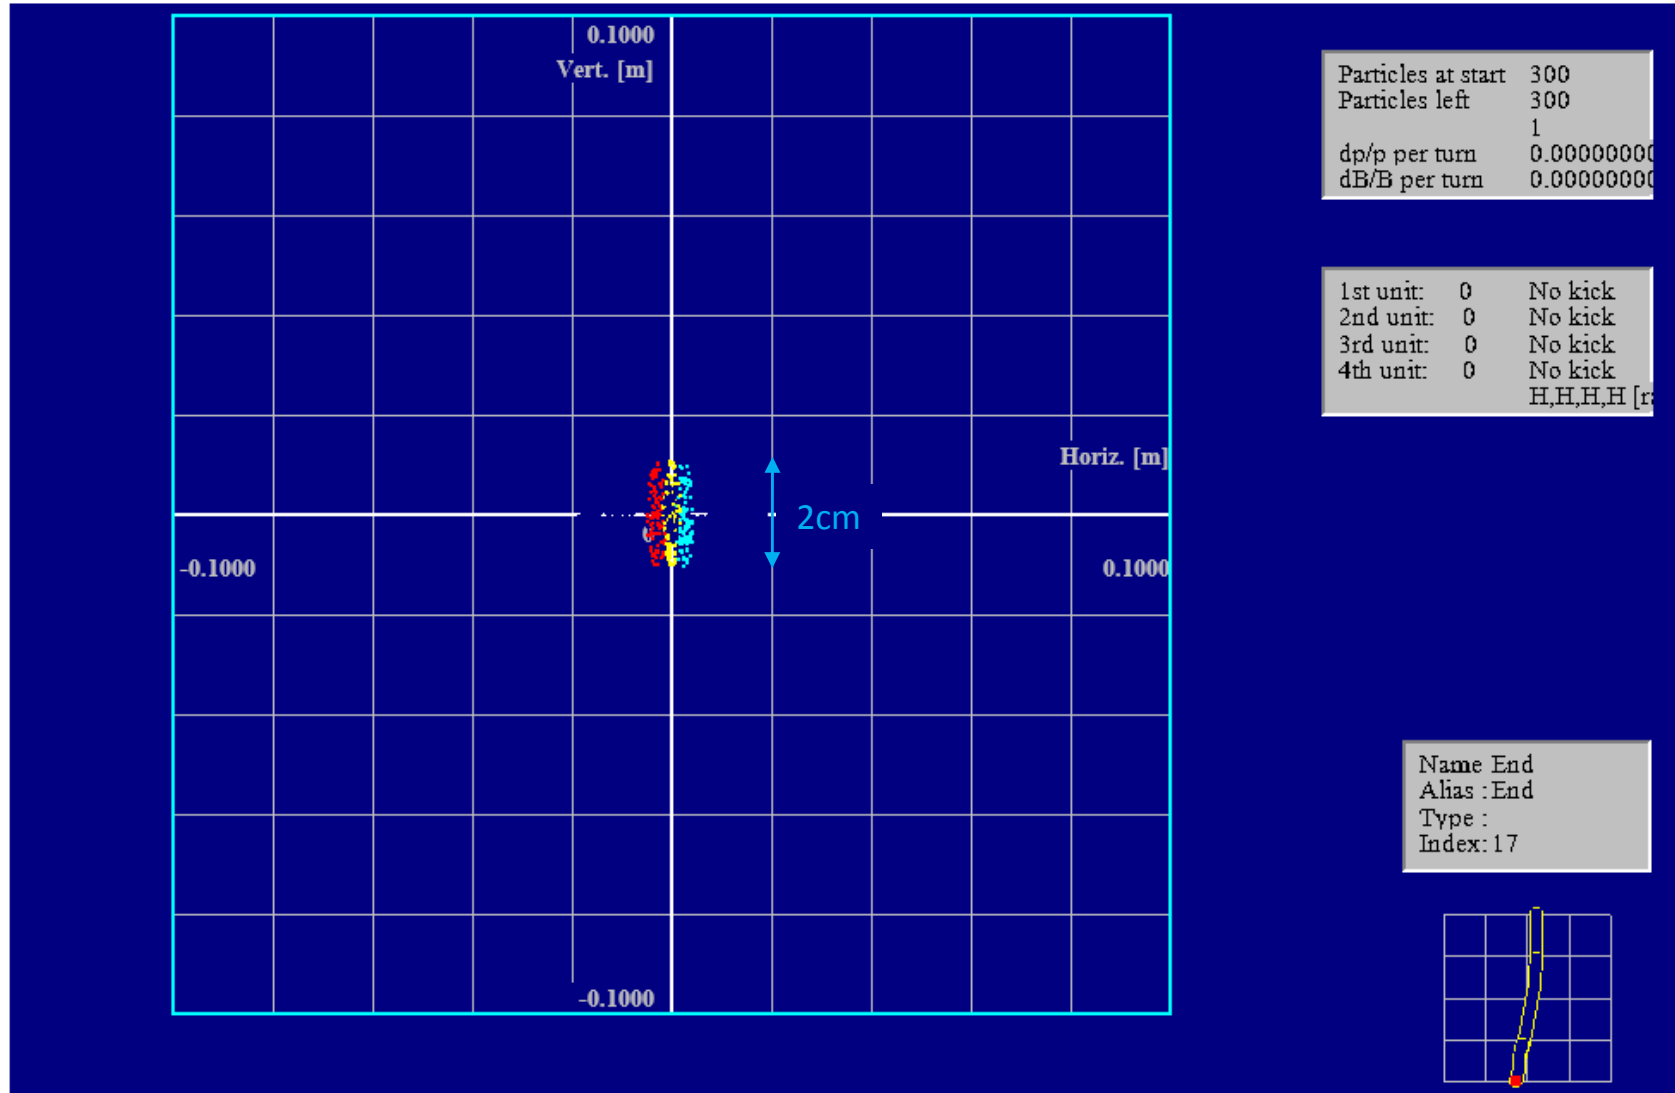 0.1000
Vert. [m]
Horiz. [m]
2cm
-0.1000
0.1000
-0.1000
Particles at start 300
Particles left 300
1
dp/p per turn 0.00000000
dB/B per turn 0.00000000
1st unit: 0 No kick
2nd unit: 0 No kick
3rd unit: 0 No kick
4th unit: 0 No kick
H,H,H,H
Name End
Alias :End
Type :
Index:17